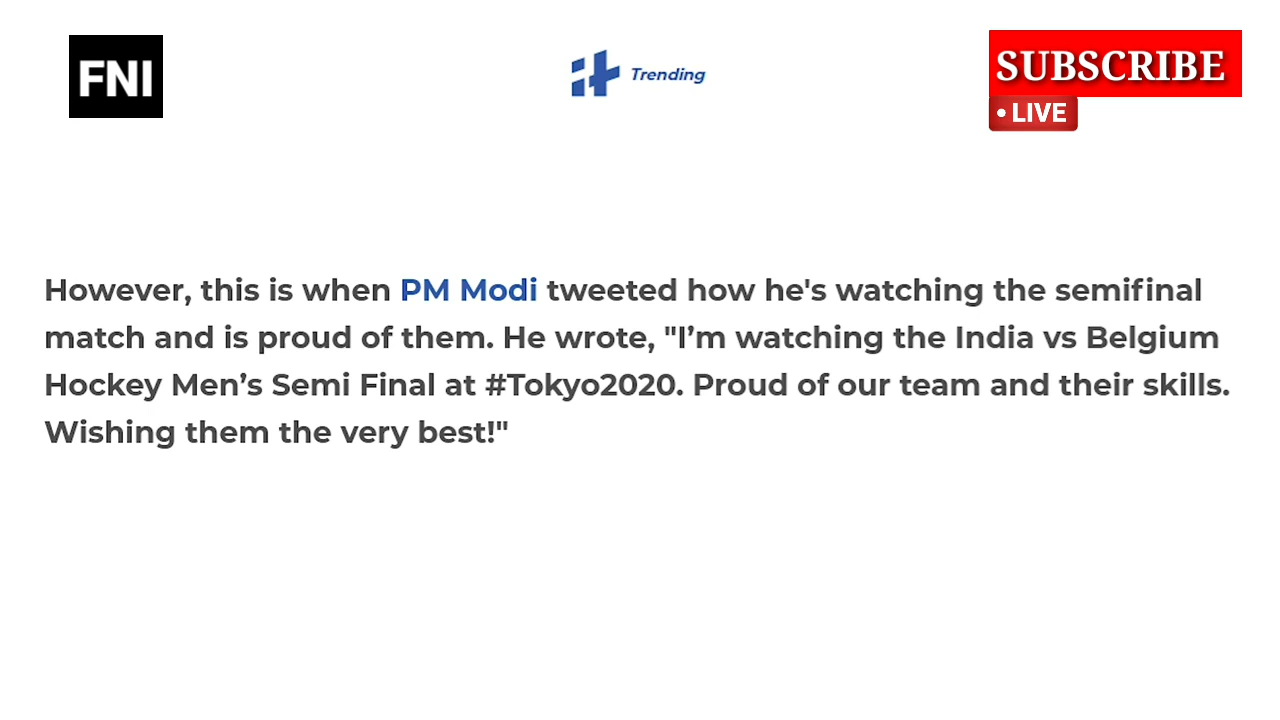 FNI
Trending
SUBSCRIBE
• LIVE
However, this is when PM Modi tweeted how he's watching the semifinal
match and is proud of them. He wrote, "I’m watching the India vs Belgium
Hockey Men’s Semi Final at #Tokyo2020. Proud of our team and their skills.
Wishing them the very best!"